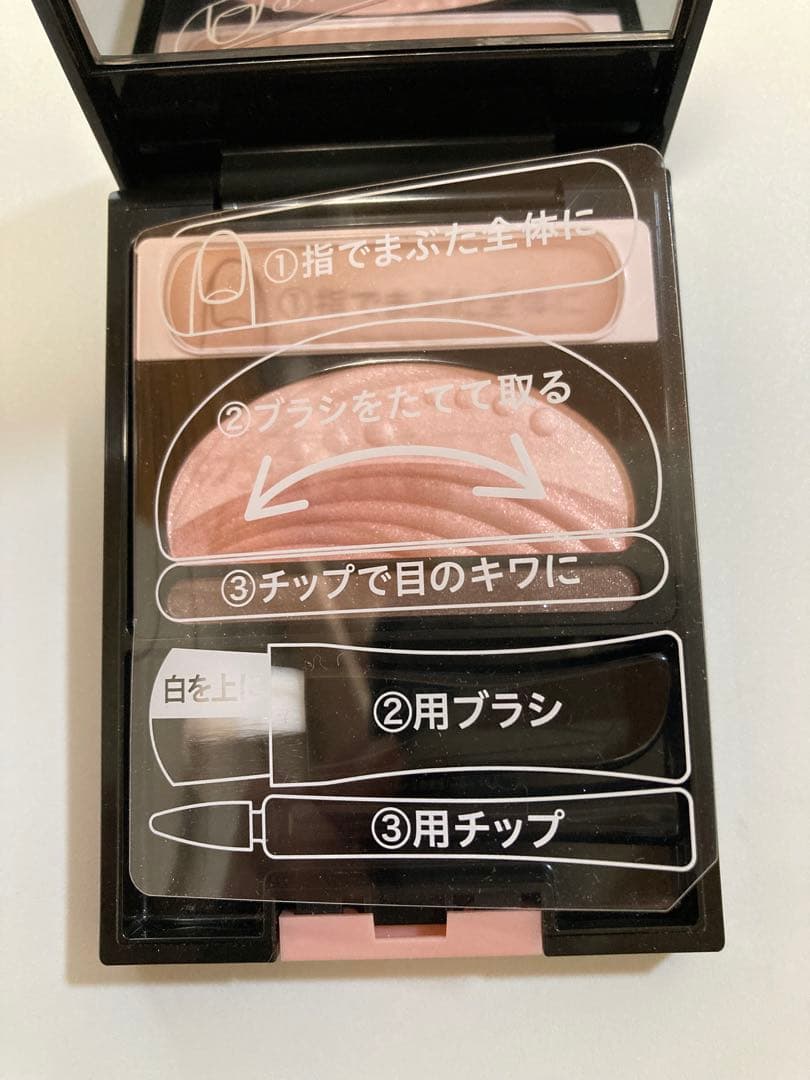 ①指でまぶた全体に
②ブラシをたてて取る
③チップで目のキワに
白を上に
②用ブラシ
③用チップ